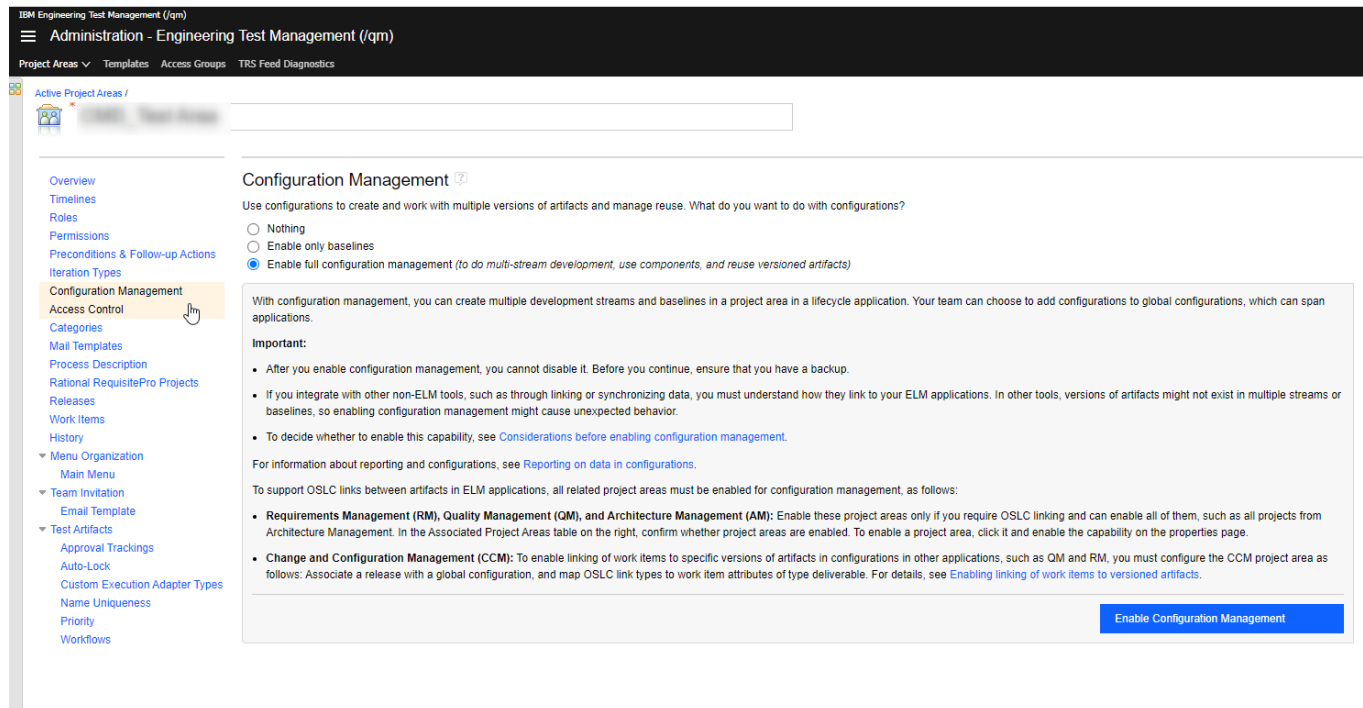 IBM Engineering Test Management (/qm)
Administration - Engineering Test Management (/qm)
Project Areas Templates Access Groups TRS Feed Diagnostics
Active Project Areas /
*
Overview
Timelines
Roles
Permissions
Preconditions & Follow-up Actions
Iteration Types
Configuration Management
Access Control
Categories
Mail Templates
Process Description
Rational RequisitePro Projects
Releases
Work Items
History
Menu Organization
Main Menu
Team Invitation
Email Template
Test Artifacts
Approval Trackings
Auto-Lock
Custom Execution Adapter Types
Name Uniqueness
Priority
Workflows
Configuration Management ?
Use configurations to create and work with multiple versions of artifacts and manage reuse. What do you want to do with configurations?
Nothing
Enable only baselines
Enable full configuration management (to do multi-stream development, use components, and reuse versioned artifacts)
With configuration management, you can create multiple development streams and baselines in a project area in a lifecycle application. Your team can choose to add configurations to global configurations, which can span
applications.
Important:
• After you enable configuration management, you cannot disable it. Before you continue, ensure that you have a backup.
• If you integrate with other non-ELM tools, such as through linking or synchronizing data, you must understand how they link to your ELM applications. In other tools, versions of artifacts might not exist in multiple streams or
baselines, so enabling configuration management might cause unexpected behavior.
• To decide whether to enable this capability, see Considerations before enabling configuration management.
For information about reporting and configurations, see Reporting on data in configurations.
To support OSLC links between artifacts in ELM applications, all related project areas must be enabled for configuration management, as follows:
• Requirements Management (RM), Quality Management (QM), and Architecture Management (AM): Enable these project areas only if you require OSLC linking and can enable all of them, such as all projects from
Architecture Management. In the Associated Project Areas table on the right, confirm whether project areas are enabled. To enable a project area, click it and enable the capability on the properties page.
• Change and Configuration Management (CCM): To enable linking of work items to specific versions of artifacts in configurations in other applications, such as QM and RM, you must configure the CCM project area as
follows: Associate a release with a global configuration, and map OSLC link types to work item attributes of type deliverable. For details, see Enabling linking of work items to versioned artifacts.
Enable Configuration Management